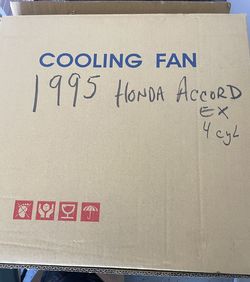 COOLING FAN
1995 HONDA ACCORD
EX
4 cyL